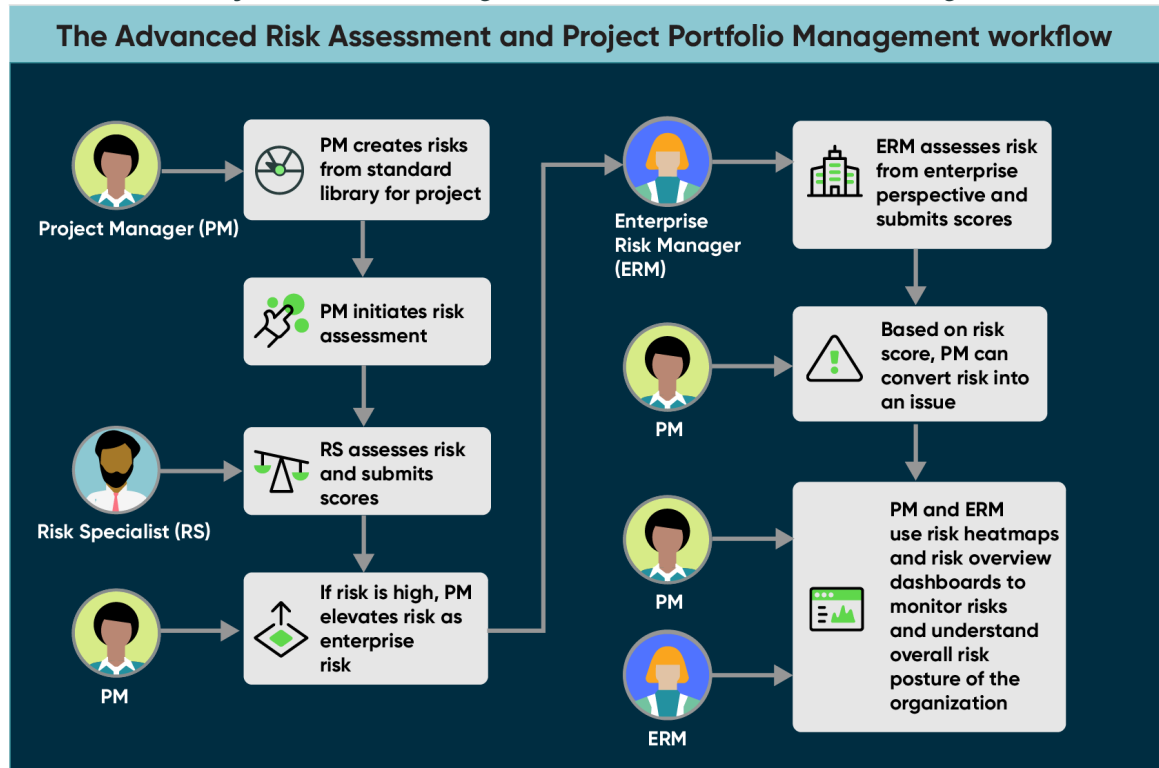 The Advanced Risk Assessment and Project Portfolio Management workflow
PM creates risks
from standard
library for project
Project Manager (PM)
PM initiates risk
assessment
RS assesses risk
and submits
scores
Risk Specialist (RS)
If risk is high, PM
elevates risk as
enterprise
risk
PM
ERM assesses risk
from enterprise
perspective and
submits scores
Enterprise
Risk Manager
(ERM)
Based on risk
score, PM can
convert risk into
an issue
PM
PM and ERM
use risk heatmaps
and risk overview
dashboards to
monitor risks
and understand
overall risk
posture of the
organization
PM
ERM